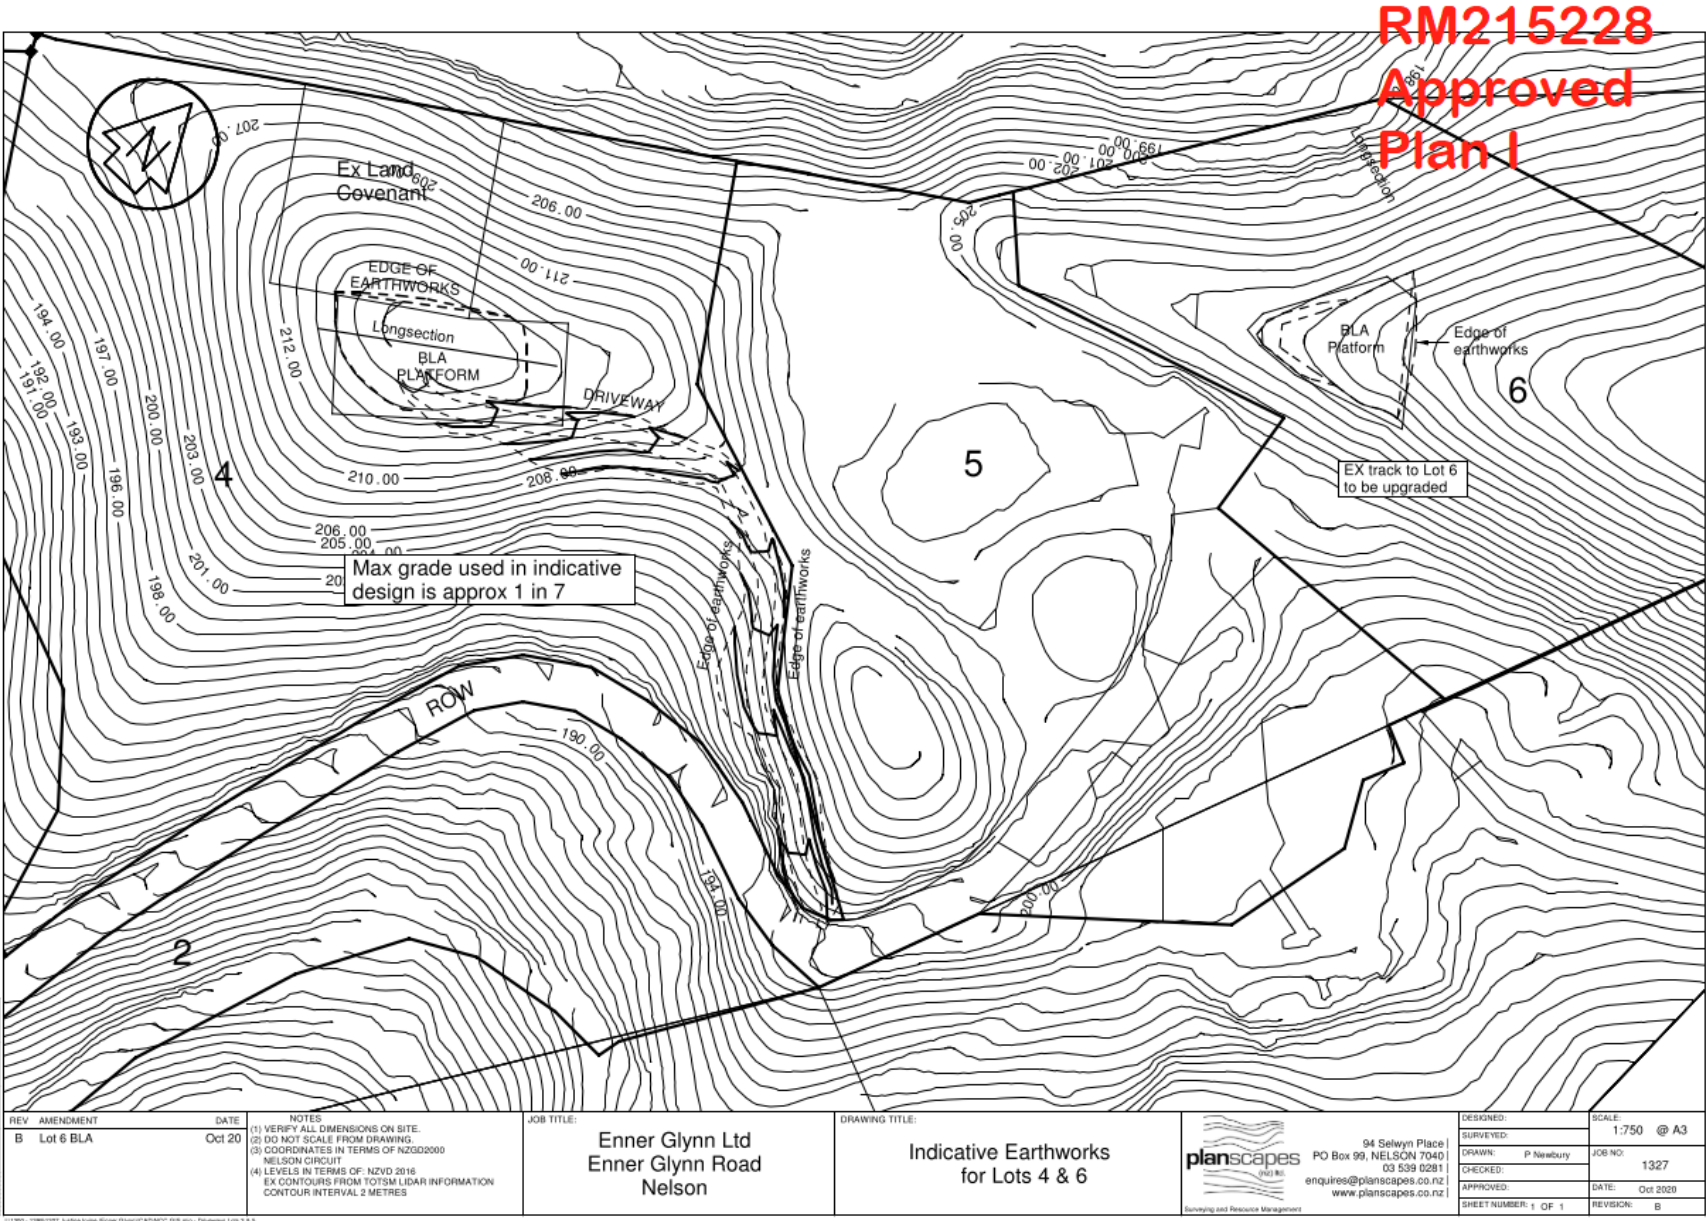 RM215228
Approved
Plan I
198
207.00
00.702
Ex Land
Covenant
209.00
206.00
211.00
199.00
200.00
201.00
202.00
205.00
Longsection
EDGE OF
EARTHWORKS
Longsection
BLA
PLATFORM
DRIVEWAY
212.00
194.00
192.00
191.00
197.00
193.00
200.00
196.00
203.00
4
210.00
208.00
206.00
205.00
201.00
198.00
Max grade used in indicative
design is approx 1 in 7
Edge of earthworks
Edge of earthworks
5
BLA
Platform
Edge of
earthworks
6
EX track to Lot 6
to be upgraded
ROW
190.00
194.00
200.00
2
REV AMENDMENT DATE
B Lot 6 BLA Oct 20
NOTES
(1) VERIFY ALL DIMENSIONS ON SITE.
(2) DO NOT SCALE FROM DRAWING.
(3) COORDINATES IN TERMS OF NZGD2000
NELSON CIRCUIT
(4) LEVELS IN TERMS OF: NZVD 2016
EX CONTOURS FROM TOTSM LIDAR INFORMATION
CONTOUR INTERVAL 2 METRES
JOB TITLE:
Enner Glynn Ltd
Enner Glynn Road
Nelson
DRAWING TITLE:
Indicative Earthworks
for Lots 4 & 6
planscapes
(nz) ltd.
Surveying and Resource Management
94 Selwyn Place |
PO Box 99, NELSON 7040 |
03 539 0281 |
enquires@planscapes.co.nz |
www.planscapes.co.nz |
DESIGNED:
SURVEYED:
DRAWN: P Newbury
CHECKED:
APPROVED:
SHEET NUMBER: 1 OF 1
SCALE:
1:750 @ A3
JOB NO:
1327
DATE: Oct 2020
REVISION: B